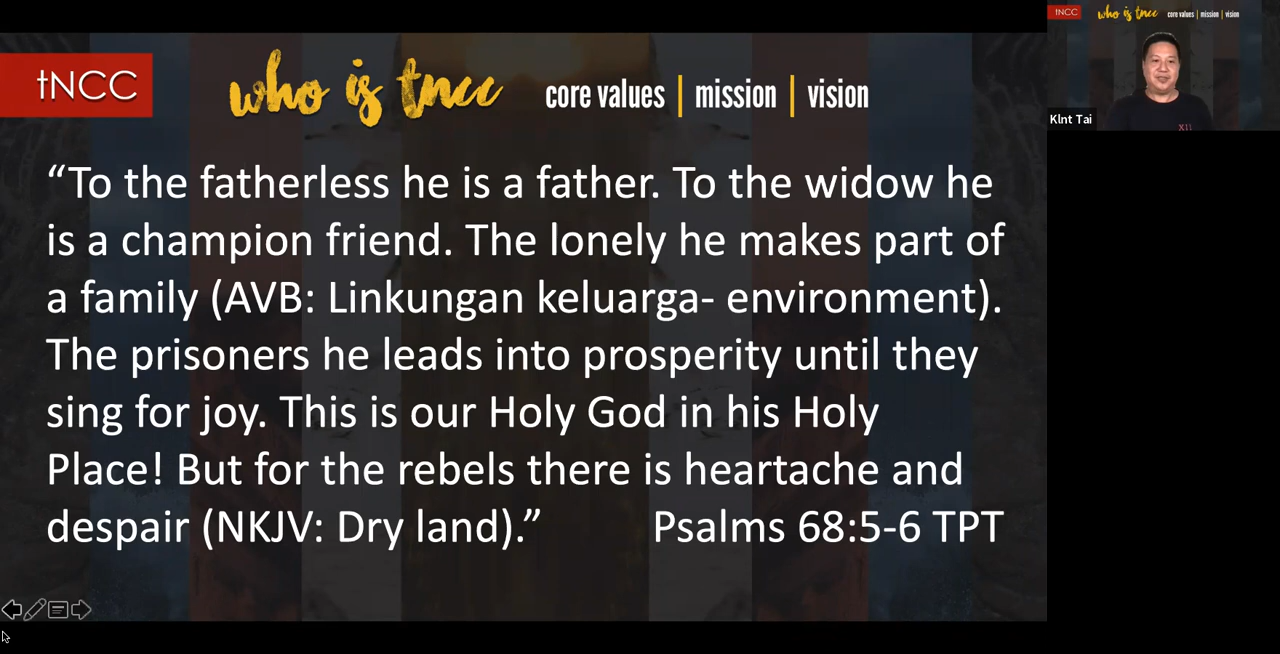 tNCC
who is tncc
core values | mission | vision
“To the fatherless he is a father. To the widow he
is a champion friend. The lonely he makes part of
a family (AVB: Linkungan keluarga- environment).
The prisoners he leads into prosperity until they
sing for joy. This is our Holy God in his Holy
Place! But for the rebels there is heartache and
despair (NKJV: Dry land).” Psalms 68:5-6 TPT
tNCC
who is tncc
core values | mission | vision
XII
Klnt Tai